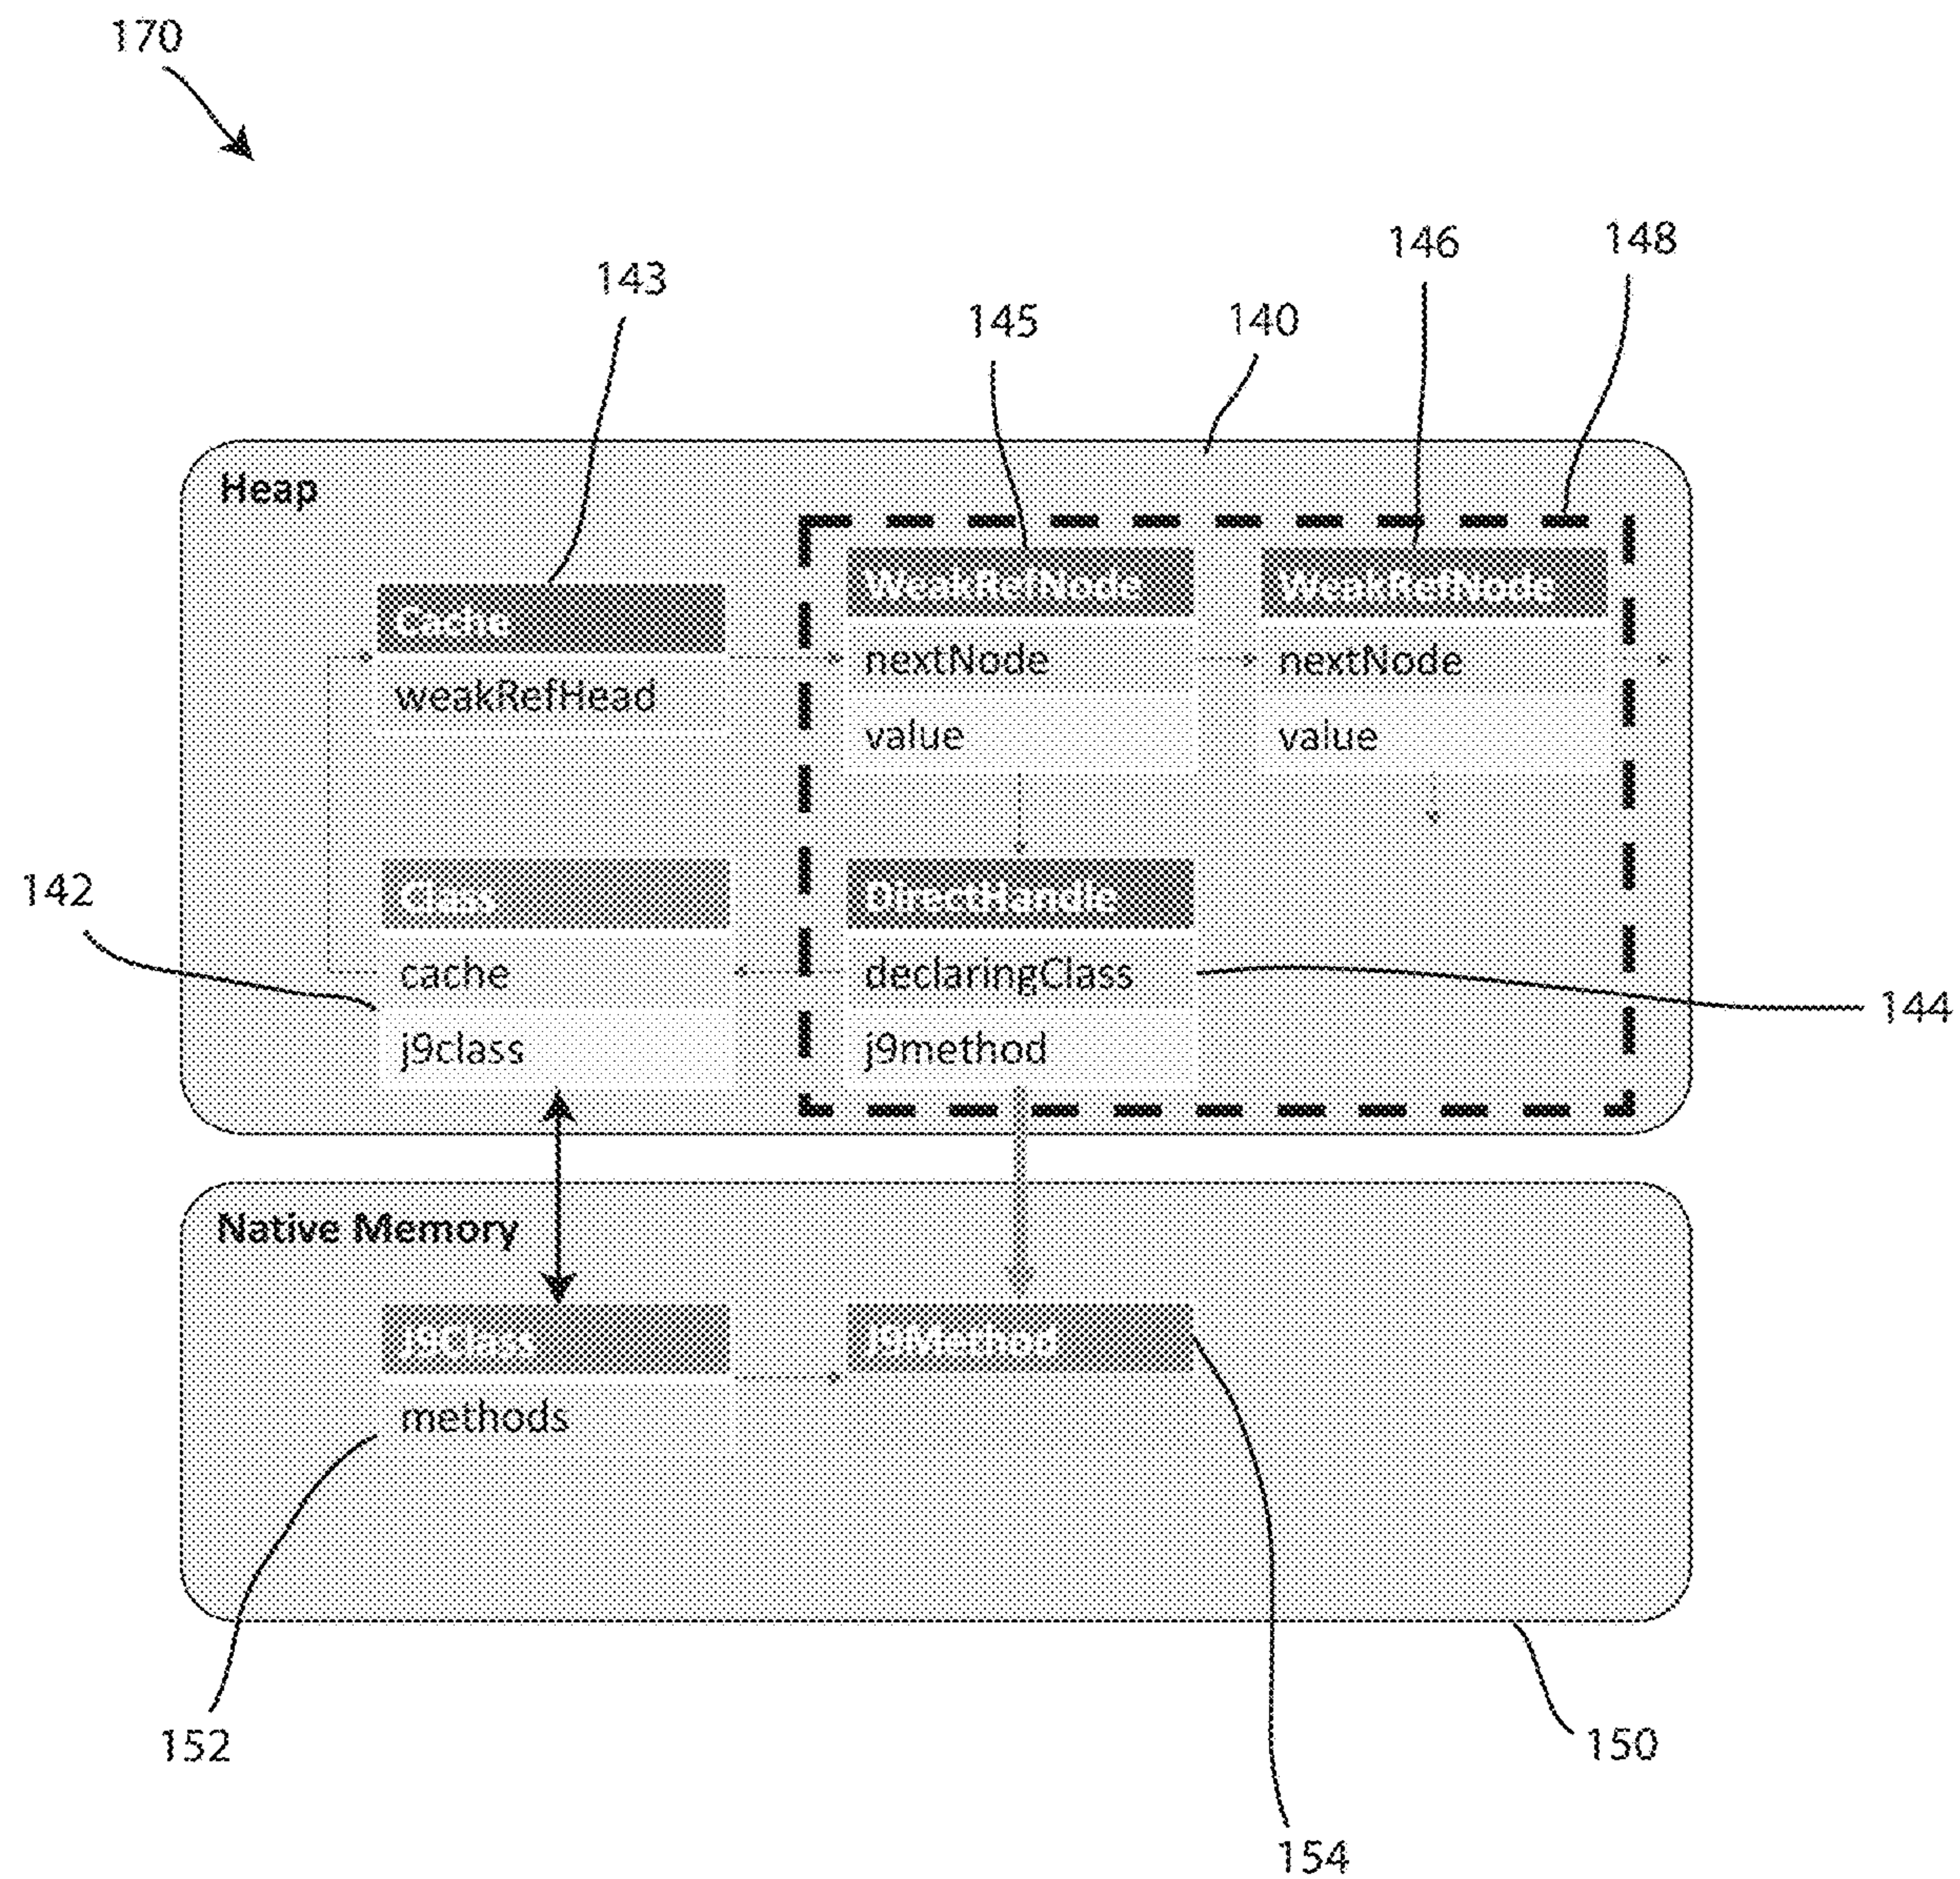 170
143
145
140
146
148
Heap
Cache
weakRefHead
WeakRefNode
nextNode
value
WeakRefNode
nextNode
value
142
Class
cache
j9class
DirectHandle
declaringClass
j9method
144
Native Memory
J9Class
methods
J9Method
152
150
154